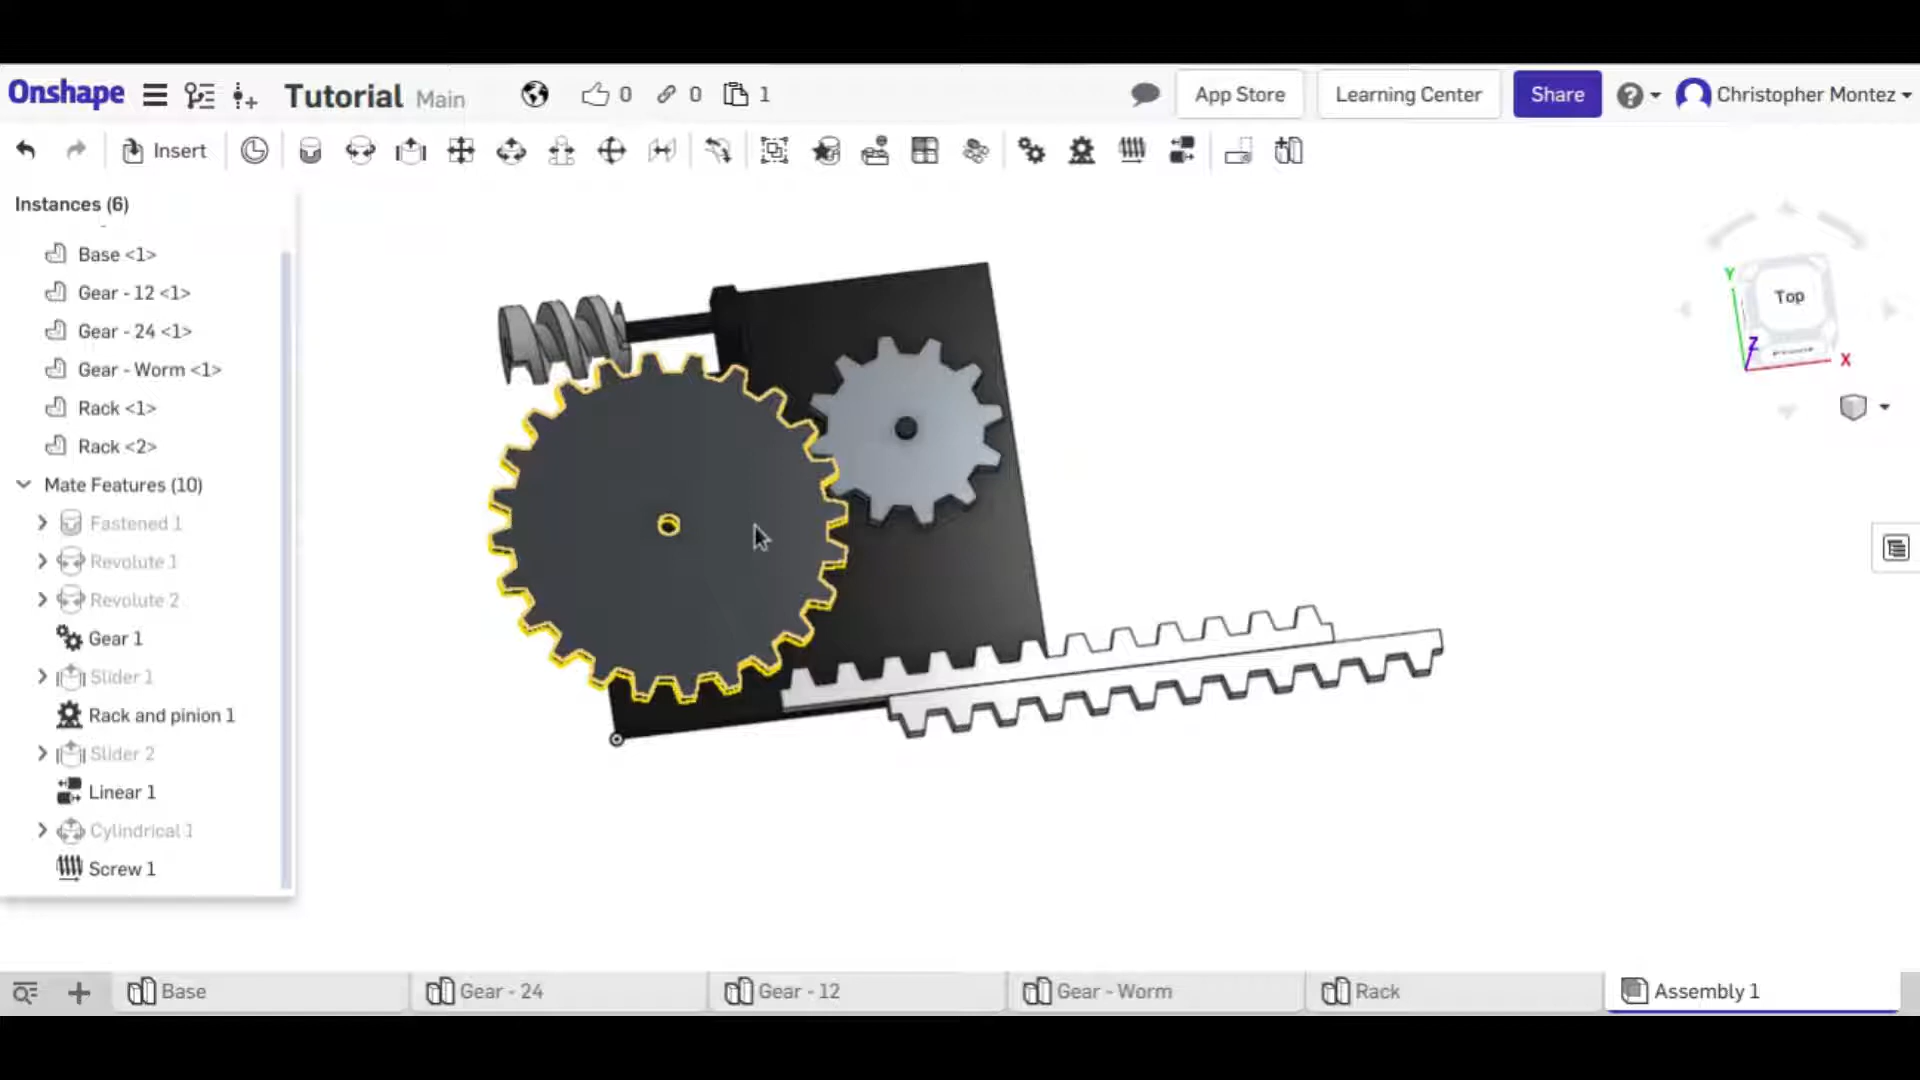 Onshape Tutorial Main 0 0 1 App Store Learning Center Share Christopher Montez
Insert
Instances (6)
Base <1>
Gear - 12 <1>
Gear - 24 <1>
Gear - Worm <1>
Rack <1>
Rack <2>
Mate Features (10)
Fastened 1
Revolute 1
Revolute 2
Gear 1
Slider 1
Rack and pinion 1
Slider 2
Linear 1
Cylindrical 1
Screw 1
Y
Top
Z
Front
X
Base Gear - 24 Gear - 12 Gear - Worm Rack Assembly 1